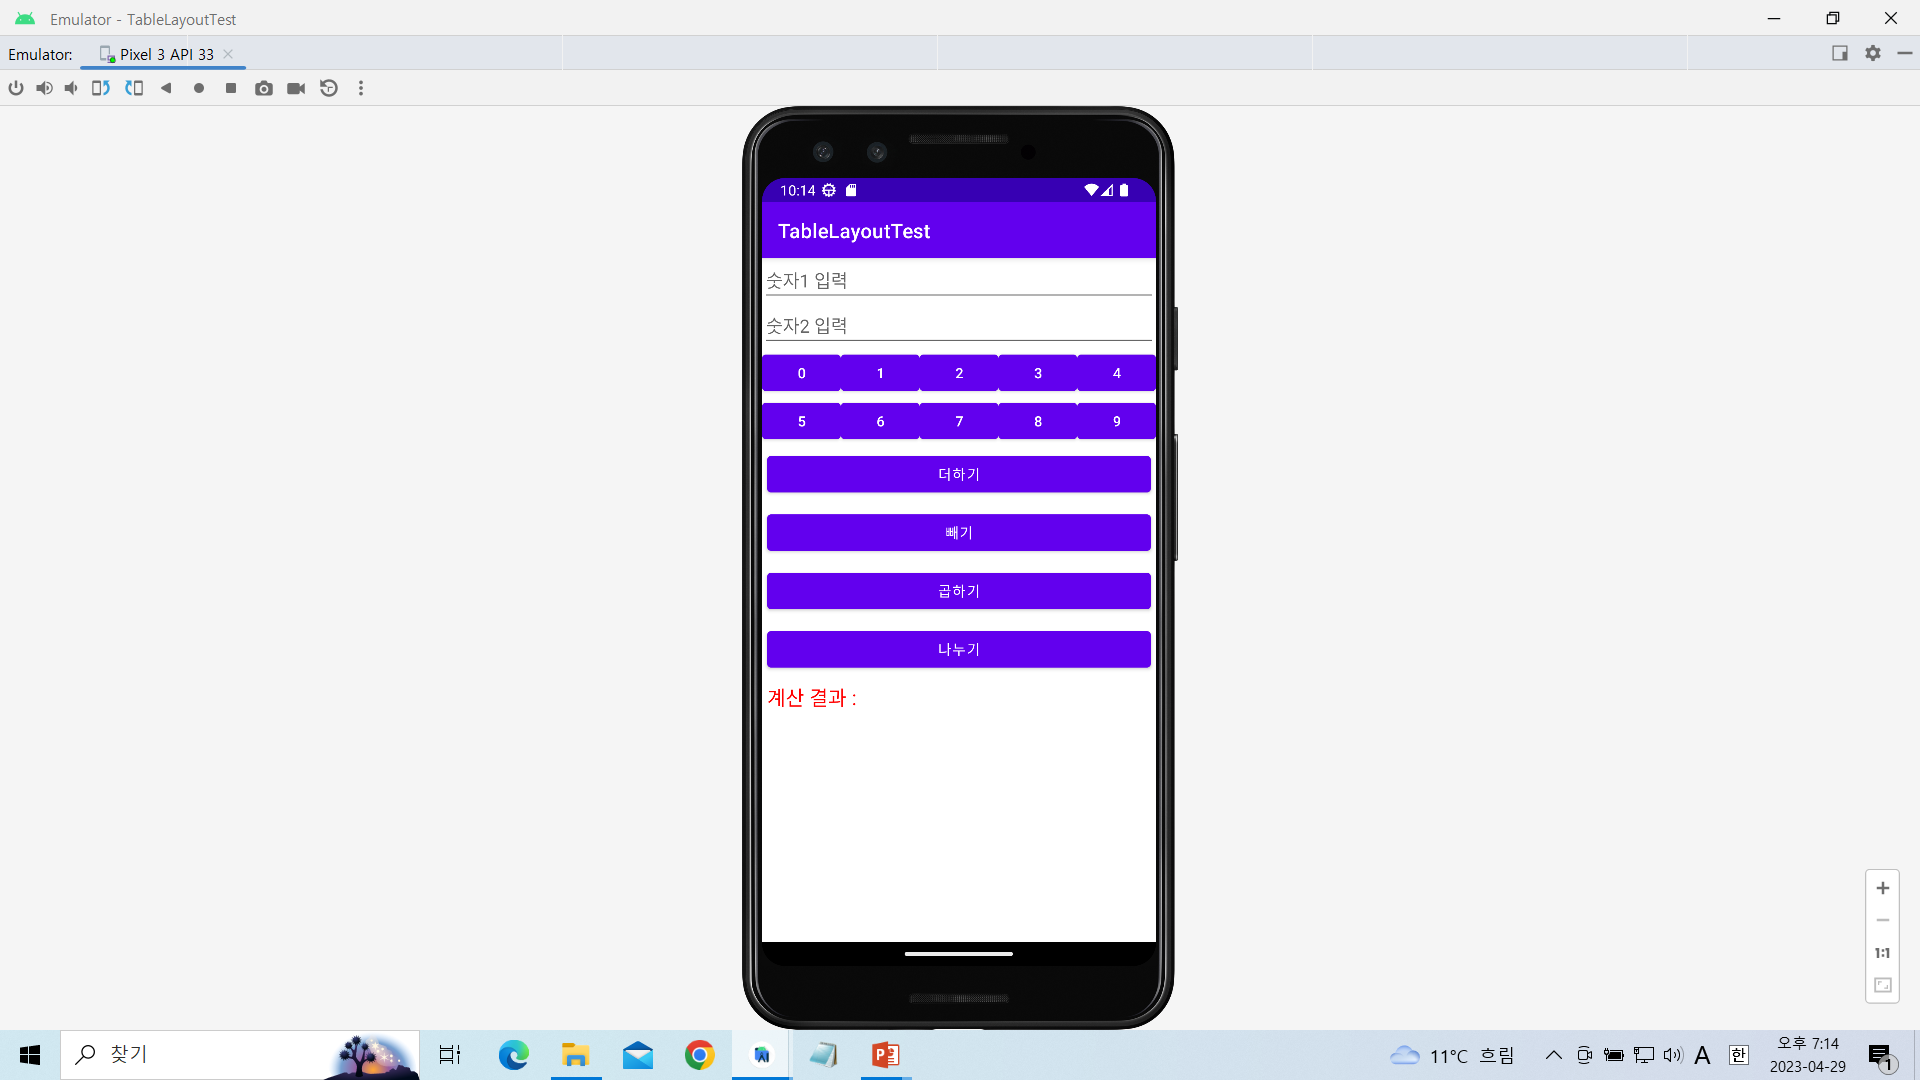 Emulator - TableLayoutTest
Emulator: Pixel 3 API 33
10:14
TableLayoutTest
숫자1 입력
숫자2 입력
0 1 2 3 4
5 6 7 8 9
더하기
빼기
곱하기
나누기
계산 결과 :
1:1
찾기
11°C 흐림
A
한
오후 7:14
2023-04-29
1